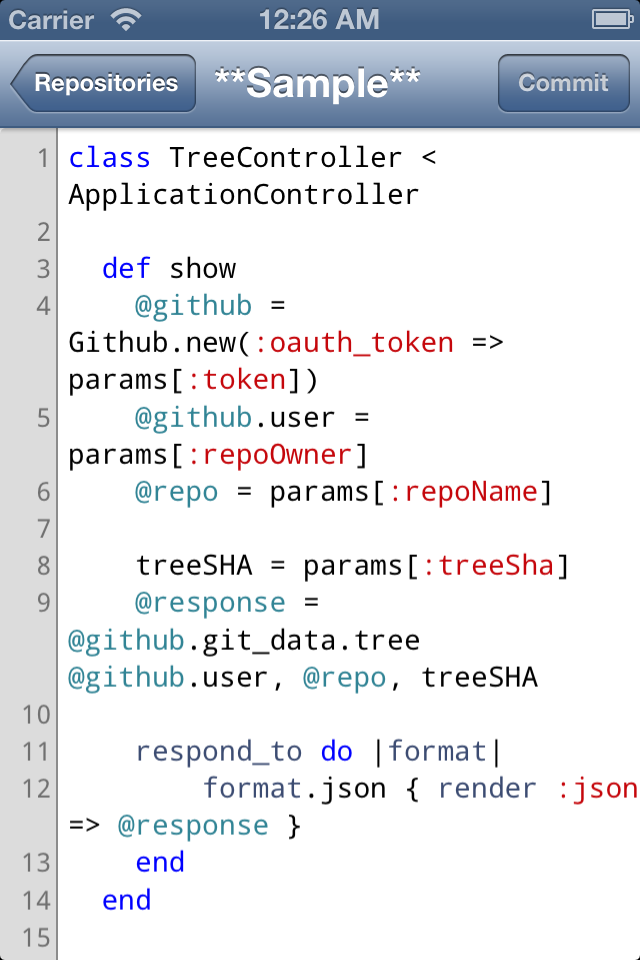 Carrier 12:26 AM
Repositories **Sample** Commit
1 class TreeController <
ApplicationController
2
3   def show
4     @github =
Github.new(:oauth_token =>
params[:token])
5     @github.user =
params[:repoOwner]
6     @repo = params[:repoName]
7
8     treeSHA = params[:treeSha]
9     @response =
@github.git_data.tree
@github.user, @repo, treeSHA
10
11     respond_to do |format|
12         format.json { render :json
=> @response }
13     end
14   end
15